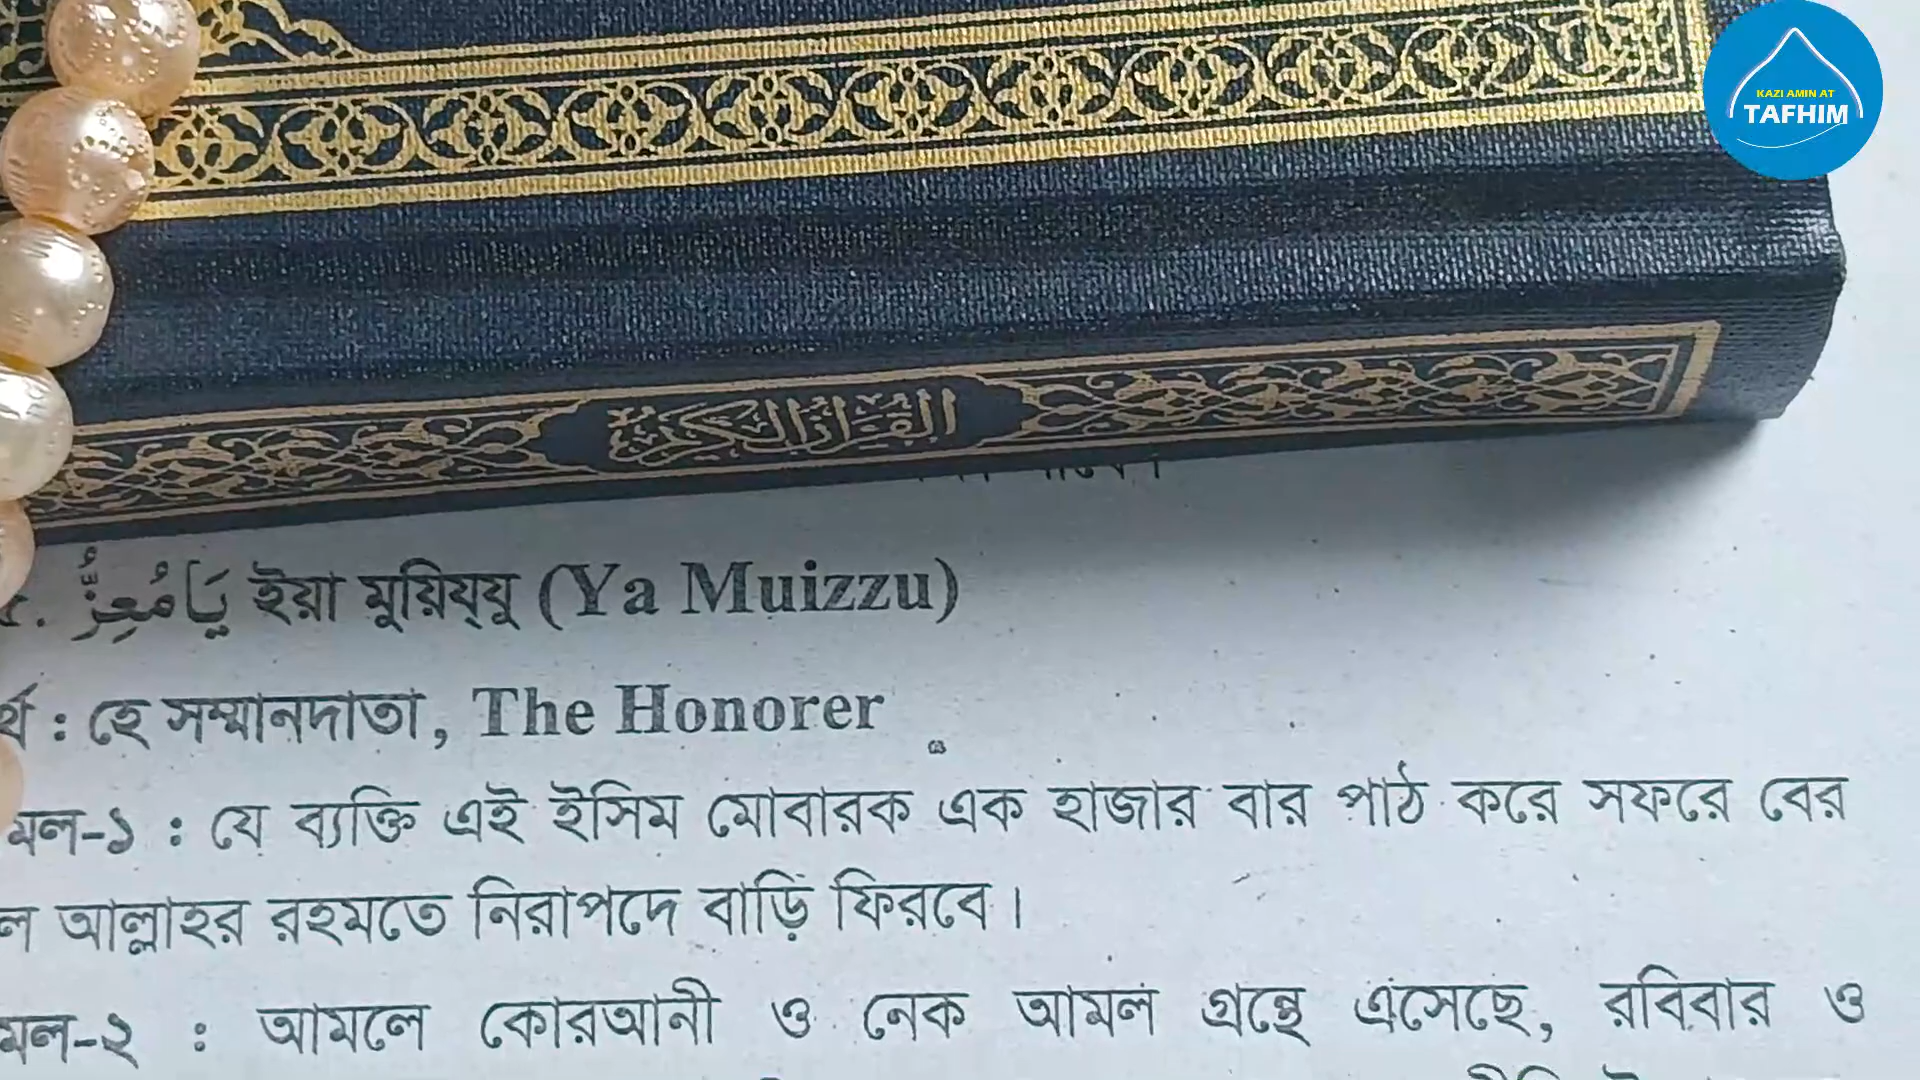 KAZI AMIN AT
TAFHIM
القرآن الكريم
يَا مُعِزُّ ইয়া মুয়িয্যু (Ya Muizzu)
র্থ : হে সম্মানদাতা, The Honorer
মল-১ : যে ব্যক্তি এই ইসিম মোবারক এক হাজার বার পাঠ করে সফরে বের
ল আল্লাহর রহমতে নিরাপদে বাড়ি ফিরবে।
মল-২ : আমলে কোরআনী ও নেক আমল গ্রন্থে এসেছে, রবিবার ও